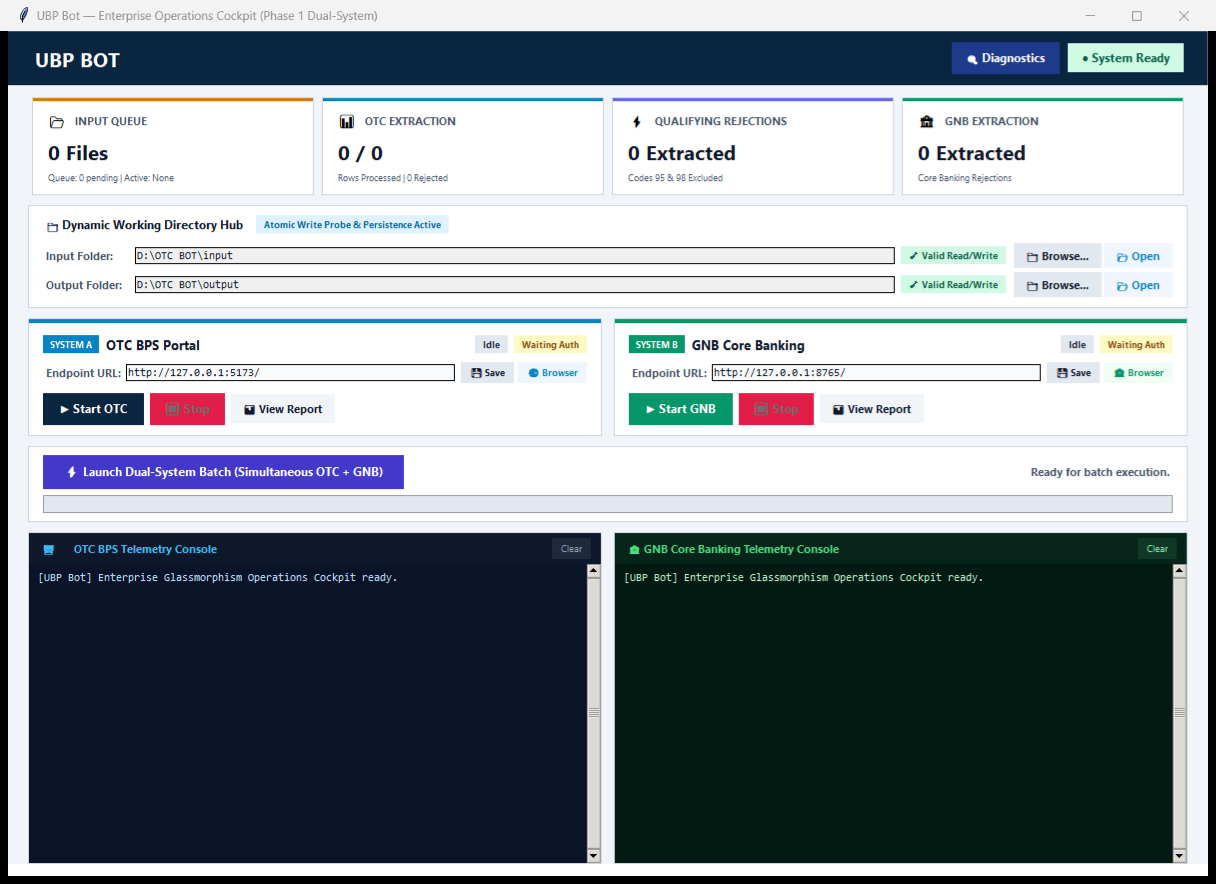 UBP Bot — Enterprise Operations Cockpit (Phase 1 Dual-System)
UBP BOT
Diagnostics
● System Ready
INPUT QUEUE
0 Files
Queue: 0 pending | Active: None
OTC EXTRACTION
0 / 0
Rows Processed | 0 Rejected
QUALIFYING REJECTIONS
0 Extracted
Codes 95 & 98 Excluded
GNB EXTRACTION
0 Extracted
Core Banking Rejections
Dynamic Working Directory Hub
Atomic Write Probe & Persistence Active
Input Folder: D:\OTC BOT\input ✓ Valid Read/Write Browse... Open
Output Folder: D:\OTC BOT\output ✓ Valid Read/Write Browse... Open
SYSTEM A OTC BPS Portal Idle Waiting Auth
Endpoint URL: http://127.0.0.1:5173/ Save Browser
▶ Start OTC Stop View Report
SYSTEM B GNB Core Banking Idle Waiting Auth
Endpoint URL: http://127.0.0.1:8765/ Save Browser
▶ Start GNB Stop View Report
Launch Dual-System Batch (Simultaneous OTC + GNB)
Ready for batch execution.
OTC BPS Telemetry Console Clear
[UBP Bot] Enterprise Glassmorphism Operations Cockpit ready.
GNB Core Banking Telemetry Console Clear
[UBP Bot] Enterprise Glassmorphism Operations Cockpit ready.